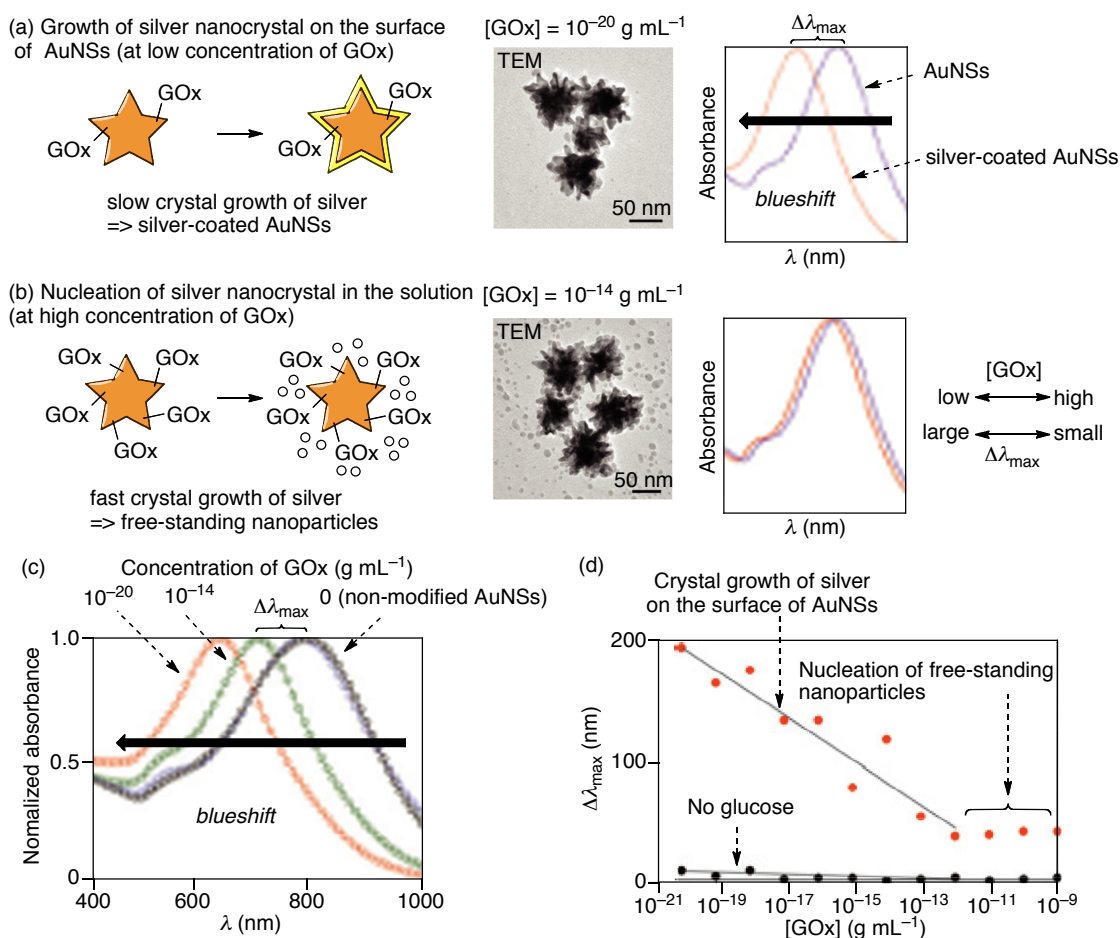 (a) Growth of silver nanocrystal on the surface
of AuNSs (at low concentration of GOx)
GOx
GOx
GOx
GOx
slow crystal growth of silver
=> silver-coated AuNSs
[GOx] = 10⁻²⁰ g mL⁻¹
TEM
50 nm
Δλmax
Absorbance
AuNSs
silver-coated AuNSs
blueshift
λ (nm)
(b) Nucleation of silver nanocrystal in the solution
(at high concentration of GOx)
GOx
GOx
GOx
GOx
GOx
GOx
GOx
GOx
GOx
GOx
fast crystal growth of silver
=> free-standing nanoparticles
[GOx] = 10⁻¹⁴ g mL⁻¹
TEM
50 nm
Absorbance
λ (nm)
[GOx]
low high
large small
Δλmax
(c)
Concentration of GOx (g mL⁻¹)
10⁻²⁰ 10⁻¹⁴ 0 (non-modified AuNSs)
Δλmax
1.0
0.5
0
Nomalized absorbance
blueshift
400 600 800 1000
λ (nm)
(d)
Crystal growth of silver
on the surface of AuNSs
Nucleation of free-standing
nanoparticles
No glucose
200
100
0
Δλmax (nm)
10⁻²¹ 10⁻¹⁹ 10⁻¹⁷ 10⁻¹⁵ 10⁻¹³ 10⁻¹¹ 10⁻⁹
[GOx] (g mL⁻¹)